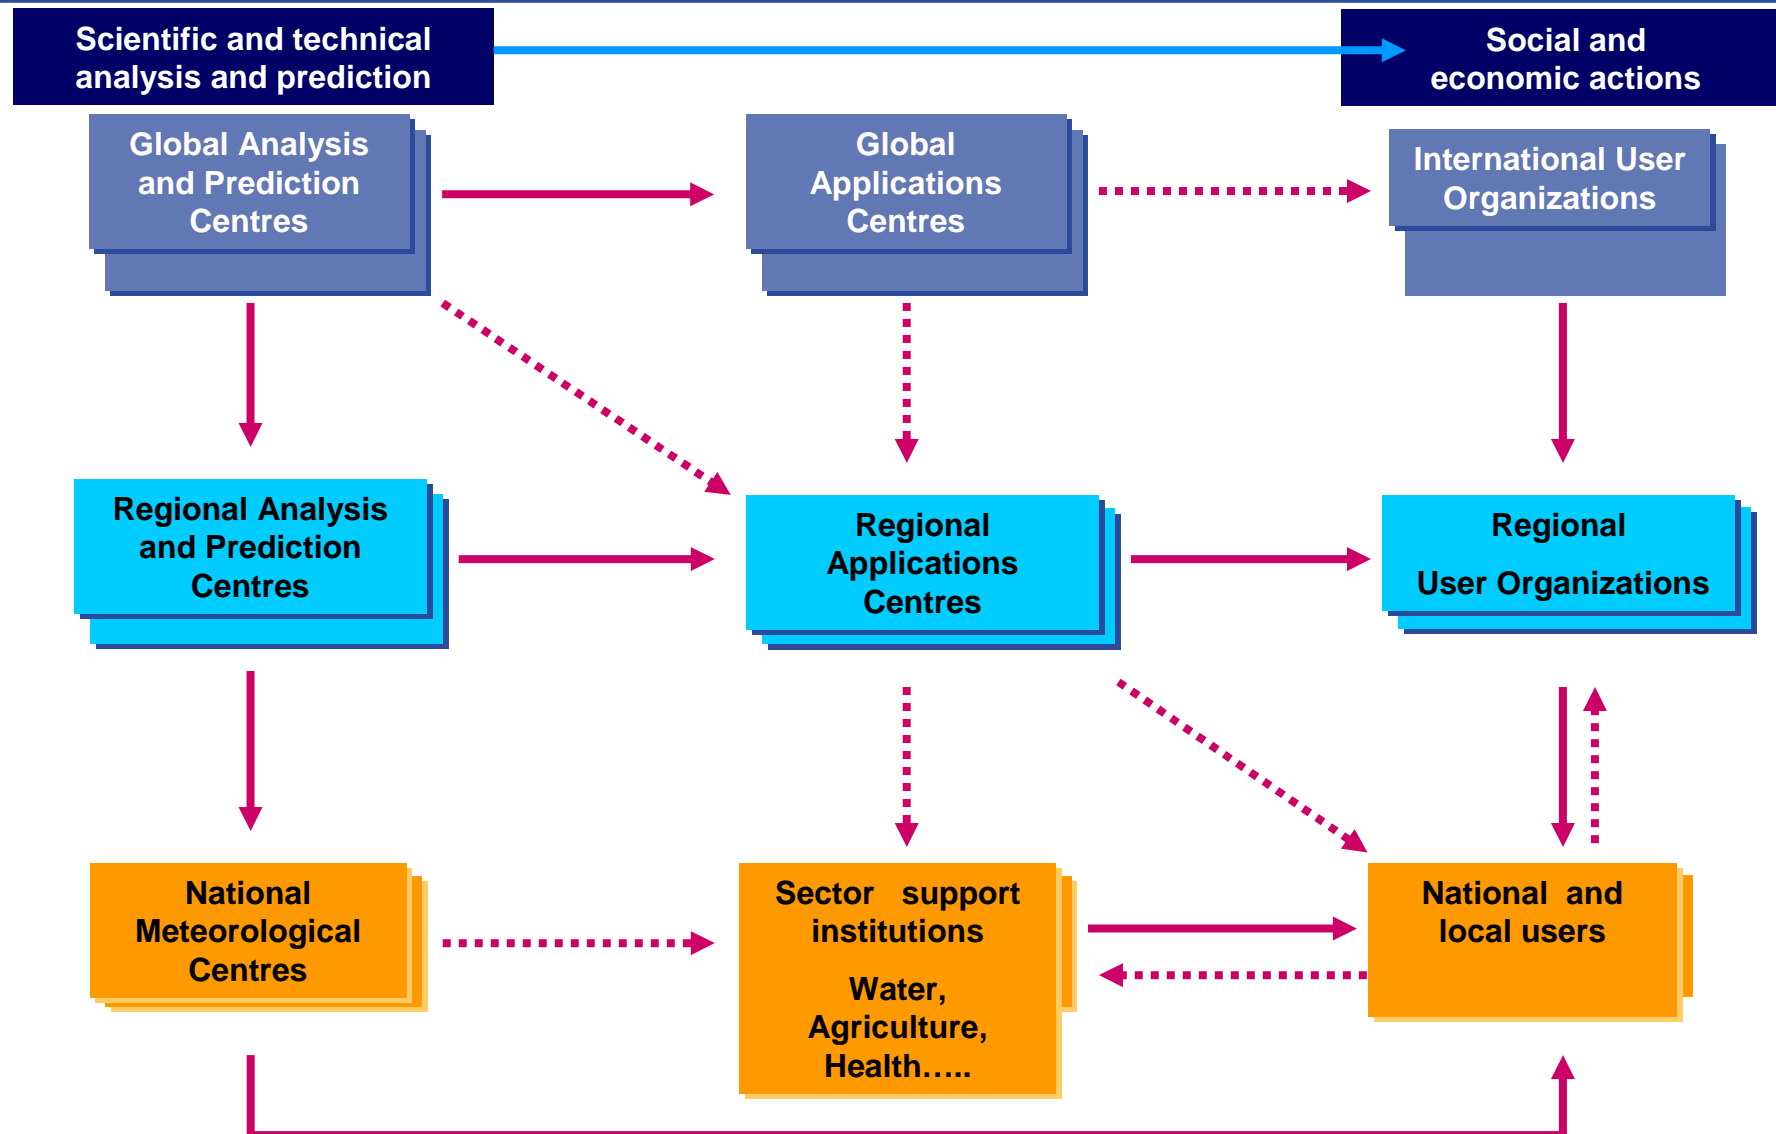 Scientific and technical
analysis and prediction
Social and
economic actions
Global Analysis
and Prediction
Centres
Global
Applications
Centres
International User
Organizations
Regional Analysis
and Prediction
Centres
Regional
Applications
Centres
Regional
User Organizations
National
Meteorological
Centres
Sector support
institutions
Water,
Agriculture,
Health…..
National and
local users